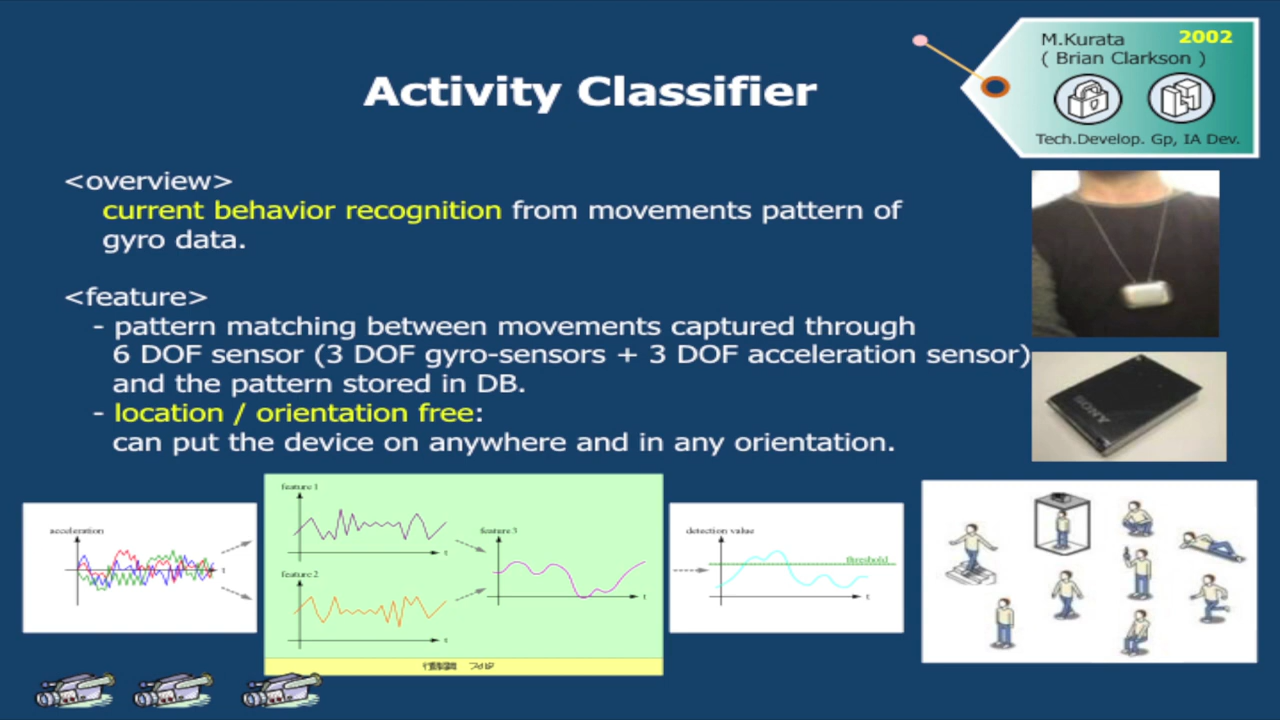 M.Kurata 2002
( Brian Clarkson )
Tech.Develop. Gp, IA Dev.
Activity Classifier
<overview>
current behavior recognition from movements pattern of
gyro data.
<feature>
- pattern matching between movements captured through
6 DOF sensor (3 DOF gyro-sensors + 3 DOF acceleration sensor)
and the pattern stored in DB.
- location / orientation free:
can put the device on anywhere and in any orientation.
SONY
acceleration
t
feature 1
t
feature 2
t
feature 3
t
detection value
threshold
t